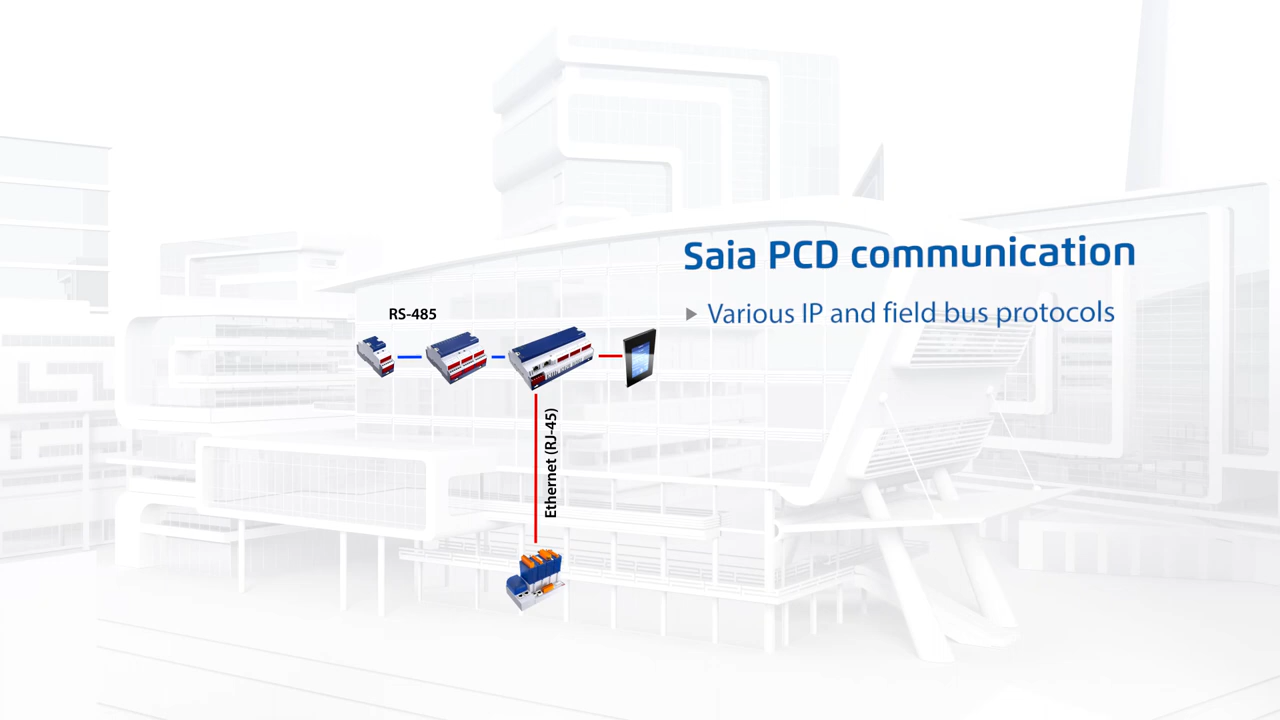 Saia PCD communication
Various IP and field bus protocols
RS-485
Ethernet (RJ-45)